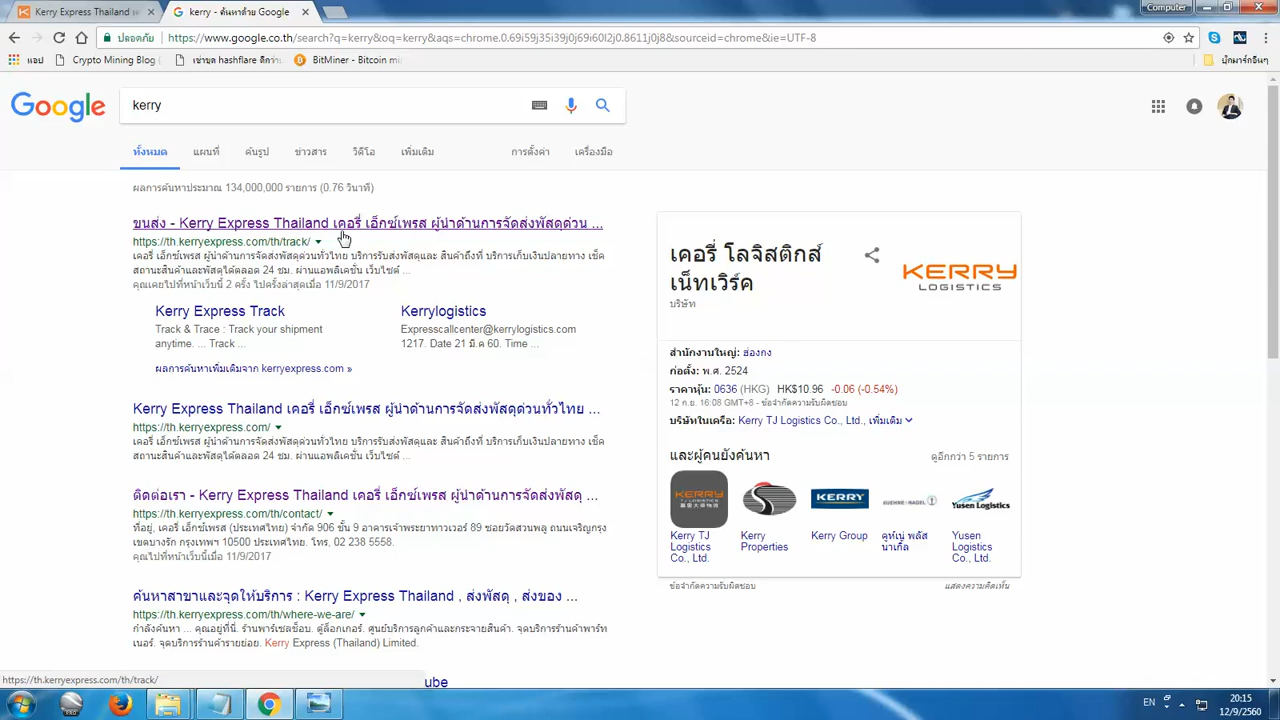 Kerry Express Thailand เ
kerry - ค้นหาด้วย Google
Computer
ปลอดภัย
https://www.google.co.th/search?q=kerry&oq=kerry&aqs=chrome.0.69i59j35i39j0j69i60l2j0.8611j0j8&sourceid=chrome&ie=UTF-8
แอป
Crypto Mining Blog |
เช่าขุด hashflare ดีกว่า
BitMiner - Bitcoin mi
บุ๊กมาร์กอื่นๆ
Google
kerry
ทั้งหมด
แผนที่
ค้นรูป
ข่าวสาร
วิดีโอ
เพิ่มเติม
การตั้งค่า
เครื่องมือ
ผลการค้นหาประมาณ 134,000,000 รายการ (0.76 วินาที)
ขนส่ง - Kerry Express Thailand เคอรี่ เอ็กซ์เพรส ผู้นำด้านการจัดส่งพัสดุด่วน ...
https://th.kerryexpress.com/th/track/
เคอรี่ เอ็กซ์เพรส ผู้นำด้านการจัดส่งพัสดุด่วนทั่วไทย บริการรับส่งพัสดุและ สินค้าถึงที่ บริการเก็บเงินปลายทาง เช็ค
สถานะสินค้าและพัสดุได้ตลอด 24 ชม. ผ่านแอพลิเคชั่น เว็บไซต์ ...
คุณเคยไปที่หน้าเว็บนี้ 2 ครั้ง ไปครั้งล่าสุดเมื่อ 11/9/2017
Kerry Express Track
Track & Trace : Track your shipment
anytime. ... Track ...
Kerrylogistics
Expresscallcenter@kerrylogistics.com
1217. Date 21 มี.ค 60. Time ...
ผลการค้นหาเพิ่มเติมจาก kerryexpress.com »
Kerry Express Thailand เคอรี่ เอ็กซ์เพรส ผู้นำด้านการจัดส่งพัสดุด่วนทั่วไทย ...
https://th.kerryexpress.com/
เคอรี่ เอ็กซ์เพรส ผู้นำด้านการจัดส่งพัสดุด่วนทั่วไทย บริการรับส่งพัสดุและ สินค้าถึงที่ บริการเก็บเงินปลายทาง เช็ค
สถานะสินค้าและพัสดุได้ตลอด 24 ชม. ผ่านแอพลิเคชั่น เว็บไซต์ ...
ติดต่อเรา - Kerry Express Thailand เคอรี่ เอ็กซ์เพรส ผู้นำด้านการจัดส่งพัสดุ ...
https://th.kerryexpress.com/th/contact/
ที่อยู่, เคอรี่ เอ็กซ์เพรส (ประเทศไทย) จำกัด 906 ชั้น 9 อาคารเจ้าพระยาทาวเวอร์ 89 ซอยวัดสวนพลู ถนนเจริญกรุง
เขตบางรัก กรุงเทพฯ 10500 ประเทศไทย. โทร, 02 238 5558.
คุณไปที่หน้าเว็บนี้เมื่อ 11/9/2017
ค้นหาสาขาและจุดให้บริการ : Kerry Express Thailand , ส่งพัสดุ , ส่งของ ...
https://th.kerryexpress.com/th/where-we-are/
กำลังค้นหา ... คุณอยู่ที่นี่. ร้านพาร์เซลช็อป. ตู้ล็อกเกอร์. ศูนย์บริการลูกค้าและกระจายสินค้า. จุดบริการร้านค้าพาร์ท
เนอร์. จุดบริการร้านค้ารายย่อย. Kerry Express (Thailand) Limited.
ube
เคอรี่ โลจิสติกส์
เน็ทเวิร์ค
บริษัท
KERRY
LOGISTICS
สำนักงานใหญ่: ฮ่องกง
ก่อตั้ง: พ.ศ. 2524
ราคาหุ้น: 0636 (HKG) HK$10.96 -0.06 (-0.54%)
12 ก.ย. 16:08 GMT+8 - ข้อจำกัดความรับผิดชอบ
บริษัทในเครือ: Kerry TJ Logistics Co., Ltd., เพิ่มเติม
และผู้คนยังค้นหา
ดูอีกกว่า 5 รายการ
KERRY
KERRY
KUEHNE+NAGEL
Yusen Logistics
Kerry TJ
Logistics
Co., Ltd.
Kerry
Properties
Kerry Group
คูห์เน่ พลัส
นาเกิ้ล
Yusen
Logistics
Co., Ltd.
ข้อจำกัดความรับผิดชอบ
แสดงความคิดเห็น
https://th.kerryexpress.com/th/track/
EN
20:15
12/9/2560